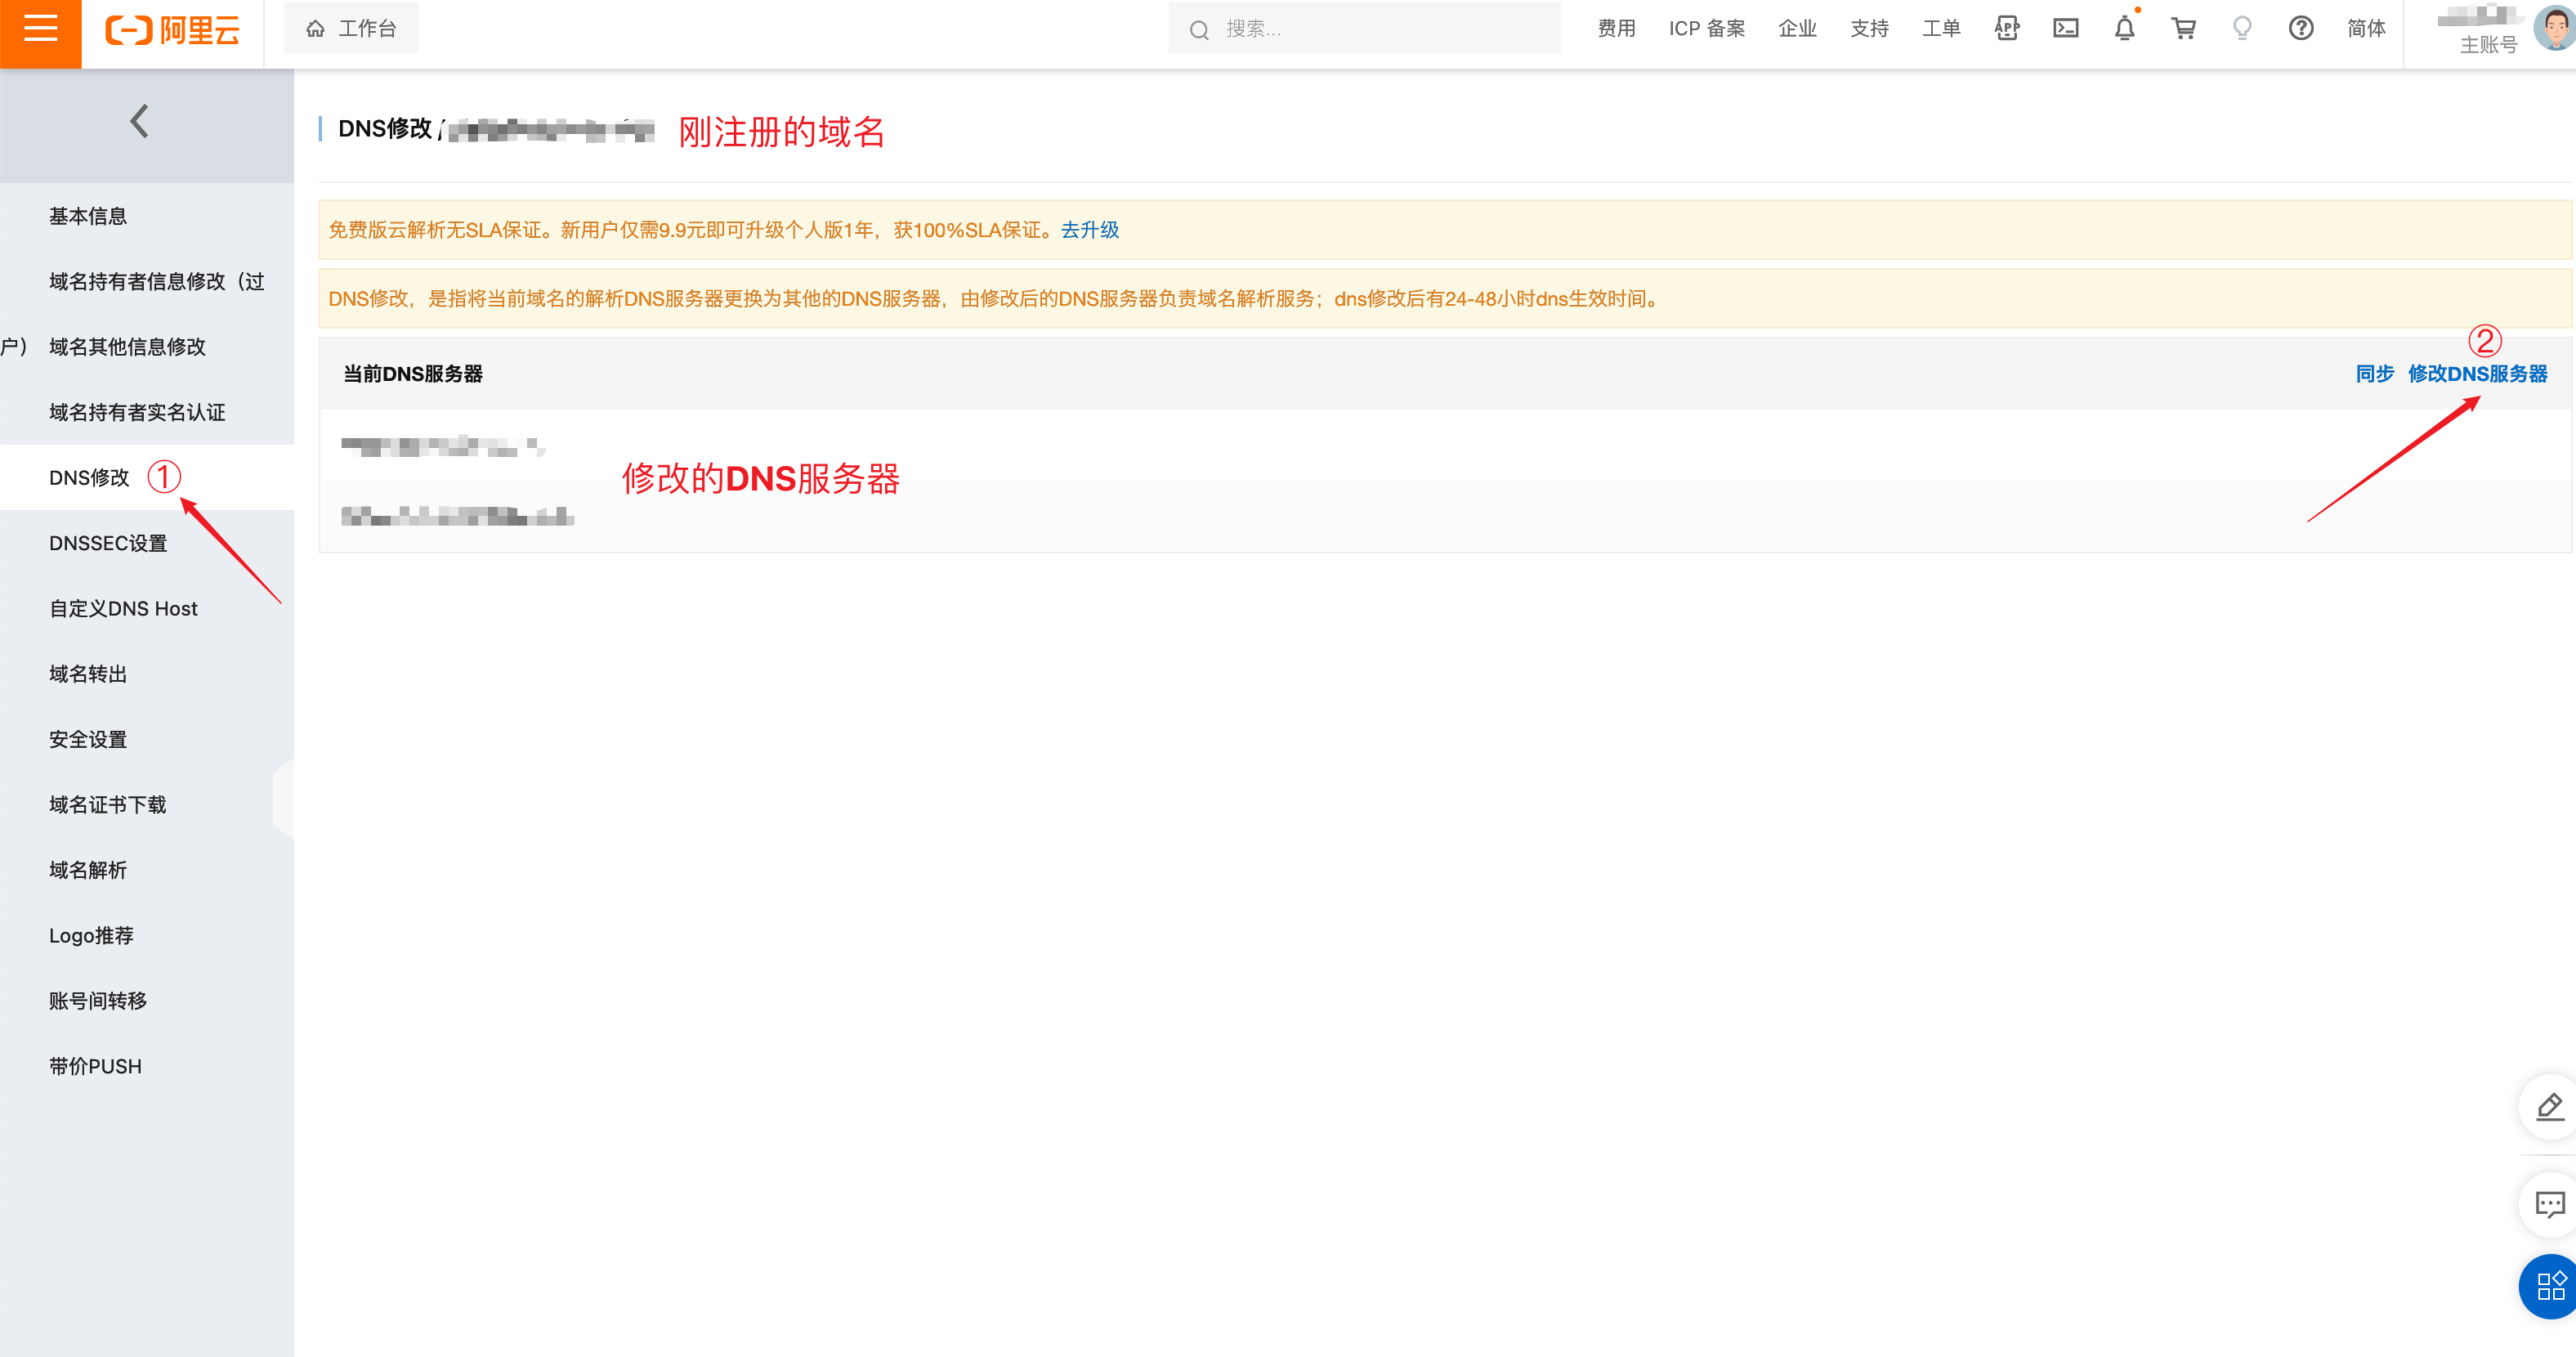 阿里云
工作台
搜索...
费用 ICP 备案 企业 支持 工单 APP 简体
主账号
DNS修改 / 刚注册的域名
免费版云解析无SLA保证。新用户仅需9.9元即可升级个人版1年，获100%SLA保证。去升级
DNS修改，是指将当前域名的解析DNS服务器更换为其他的DNS服务器，由修改后的DNS服务器负责域名解析服务；dns修改后有24-48小时dns生效时间。
②
当前DNS服务器 同步 修改DNS服务器
修改的DNS服务器
基本信息
域名持有者信息修改（过
户） 域名其他信息修改
域名持有者实名认证
DNS修改 ①
DNSSEC设置
自定义DNS Host
域名转出
安全设置
域名证书下载
域名解析
Logo推荐
账号间转移
带价PUSH